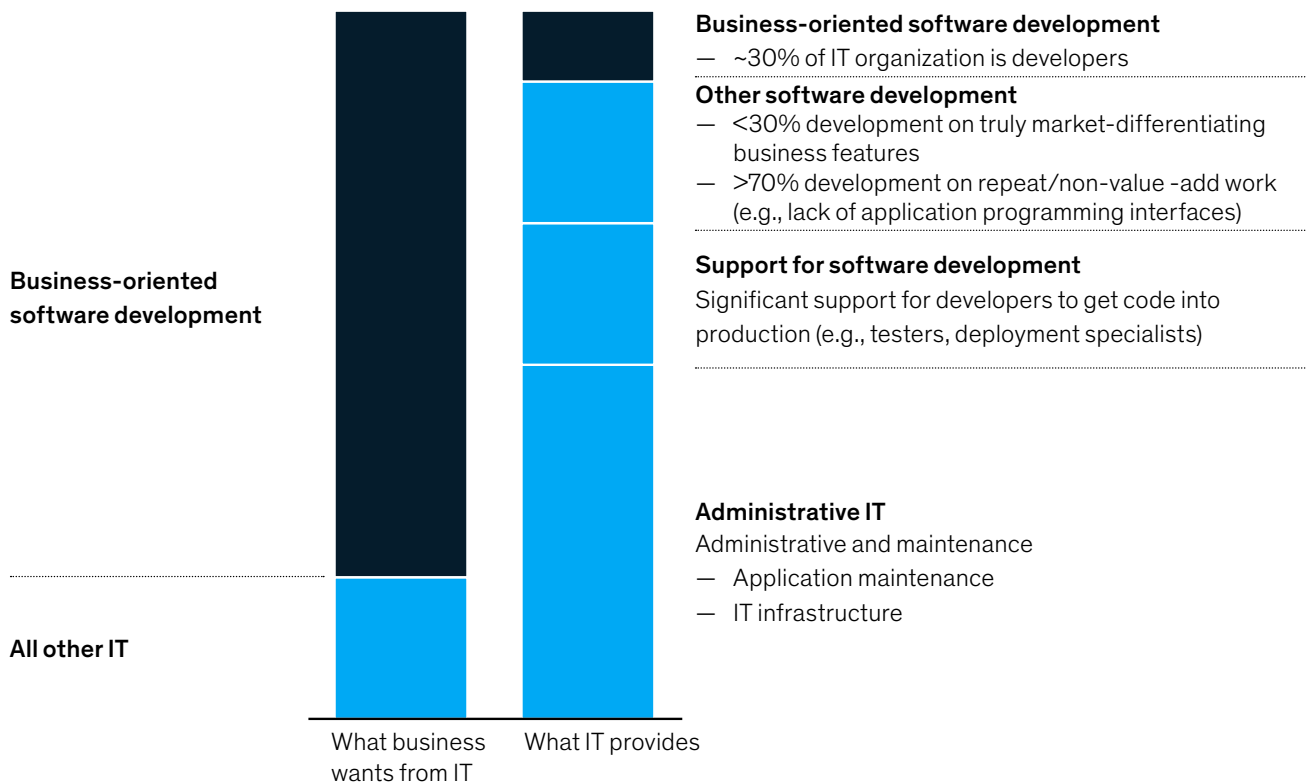 Business-oriented
software development
All other IT
What business
wants from IT
What IT provides
Business-oriented software development
— ~30% of IT organization is developers
Other software development
— <30% development on truly market-differentiating
business features
— >70% development on repeat/non-value -add work
(e.g., lack of application programming interfaces)
Support for software development
Significant support for developers to get code into
production (e.g., testers, deployment specialists)
Administrative IT
Administrative and maintenance
— Application maintenance
— IT infrastructure